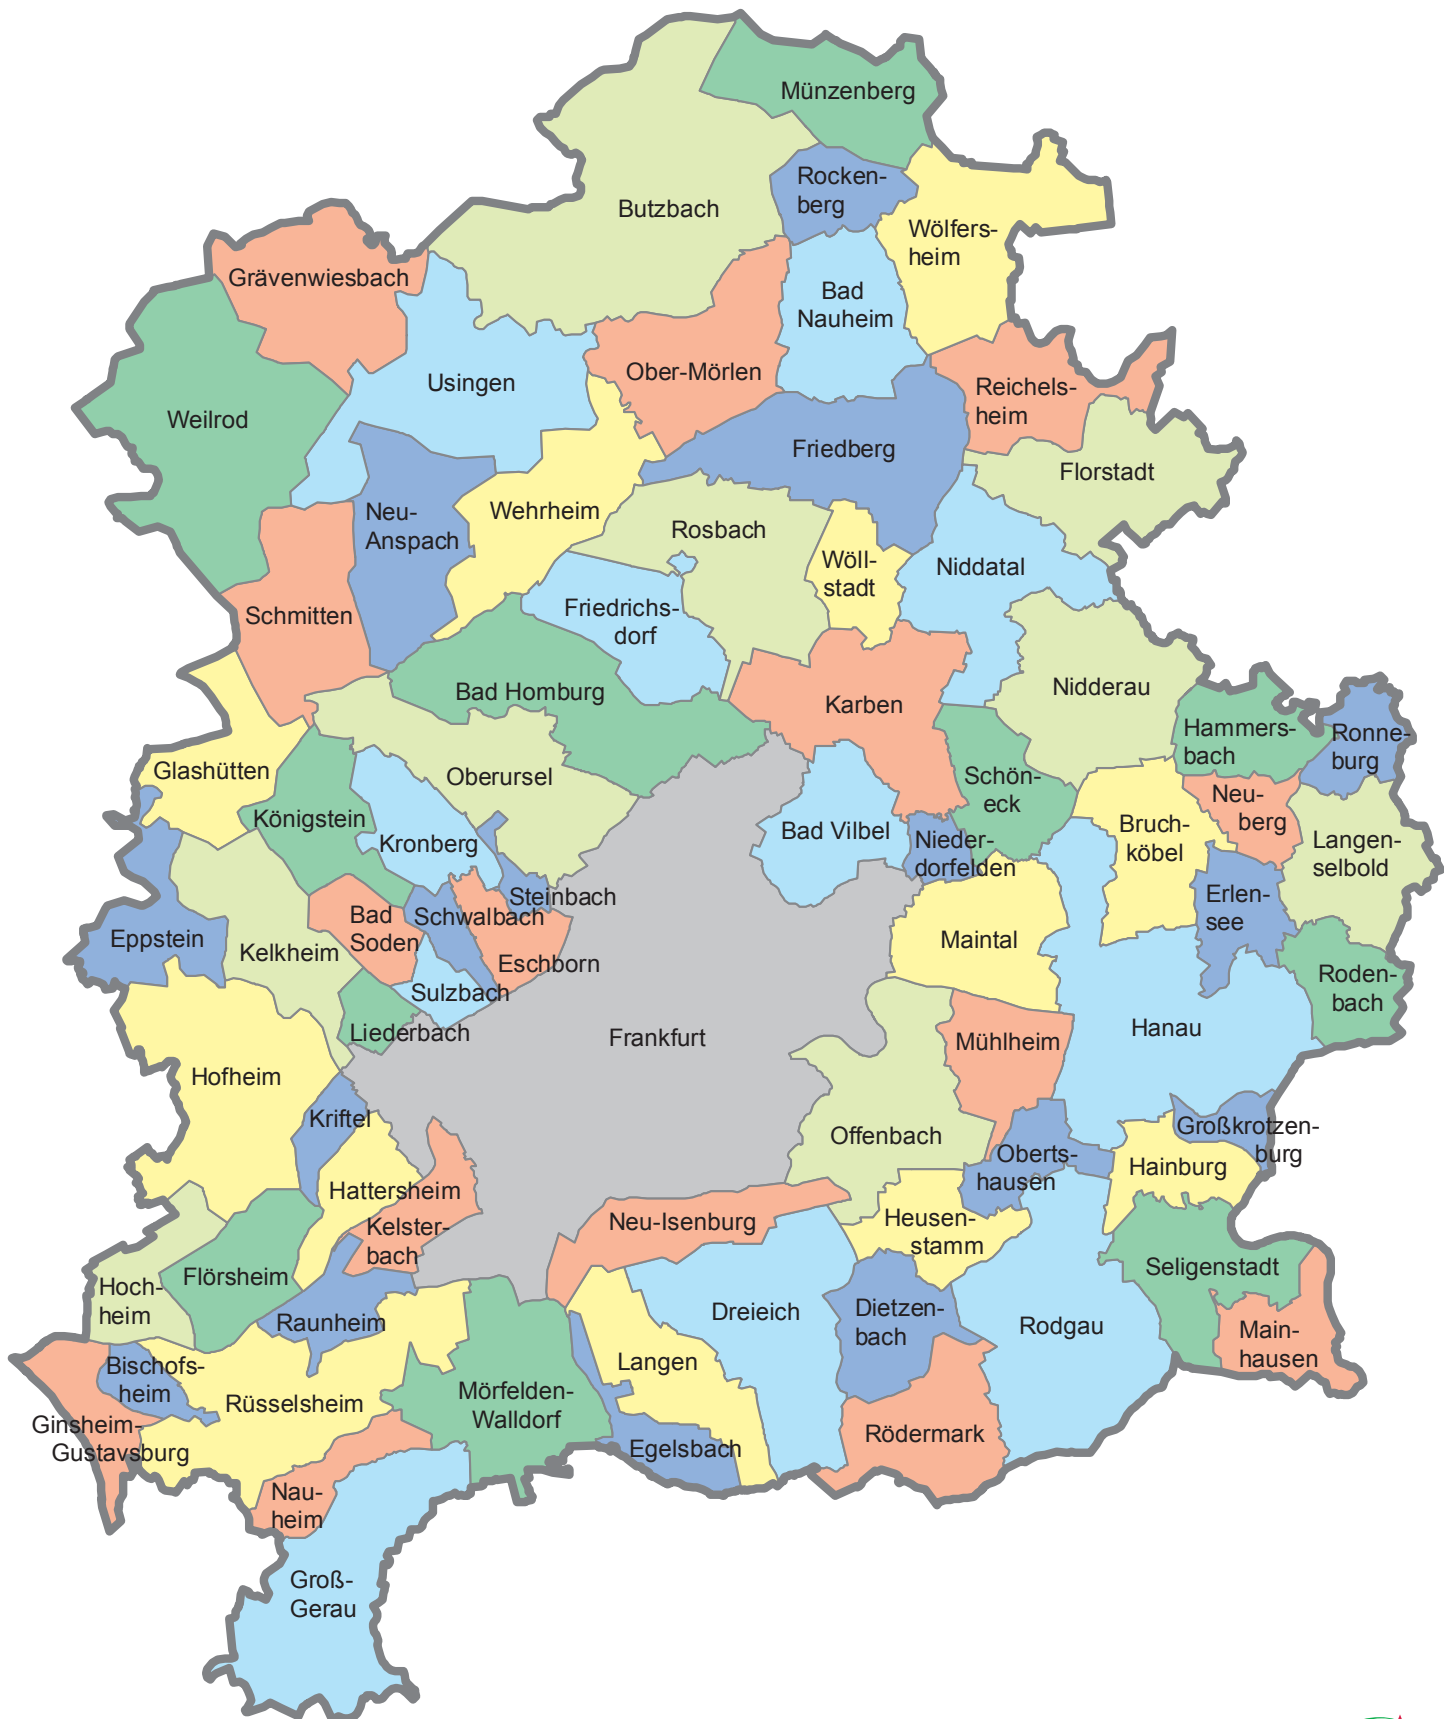 Münzenberg
Rocken-
berg
Butzbach
Wölfers-
heim
Grävenwiesbach
Bad
Nauheim
Ober-Mörlen
Usingen
Reichels-
heim
Weilrod
Friedberg
Florstadt
Neu-
Anspach
Wehrheim
Rosbach
Wöll-
stadt
Niddatal
Schmitten
Friedrichs-
dorf
Bad Homburg
Nidderau
Karben
Hammers-
bach
Ronne-
burg
Glashütten
Oberursel
Schön-
eck
Neu-
berg
Königstein
Kronberg
Bad Vilbel
Nieder-
dorfelden
Bruch-
köbel
Langen-
selbold
Steinbach
Erlen-
see
Bad
Soden
Schwalbach
Eppstein
Kelkheim
Maintal
Eschborn
Sulzbach
Roden-
bach
Liederbach
Frankfurt
Mühlheim
Hanau
Hofheim
Kriftel
Offenbach
Großkrotzen-
burg
Oberts-
hausen
Hainburg
Hattersheim
Kelster-
bach
Neu-Isenburg
Heusen-
stamm
Hoch-
heim
Flörsheim
Seligenstadt
Raunheim
Dreieich
Dietzen-
bach
Rodgau
Main-
hausen
Bischofs-
heim
Langen
Rüsselsheim
Mörfelden-
Walldorf
Ginsheim-
Gustavsburg
Egelsbach
Rödermark
Nau-
heim
Groß-
Gerau